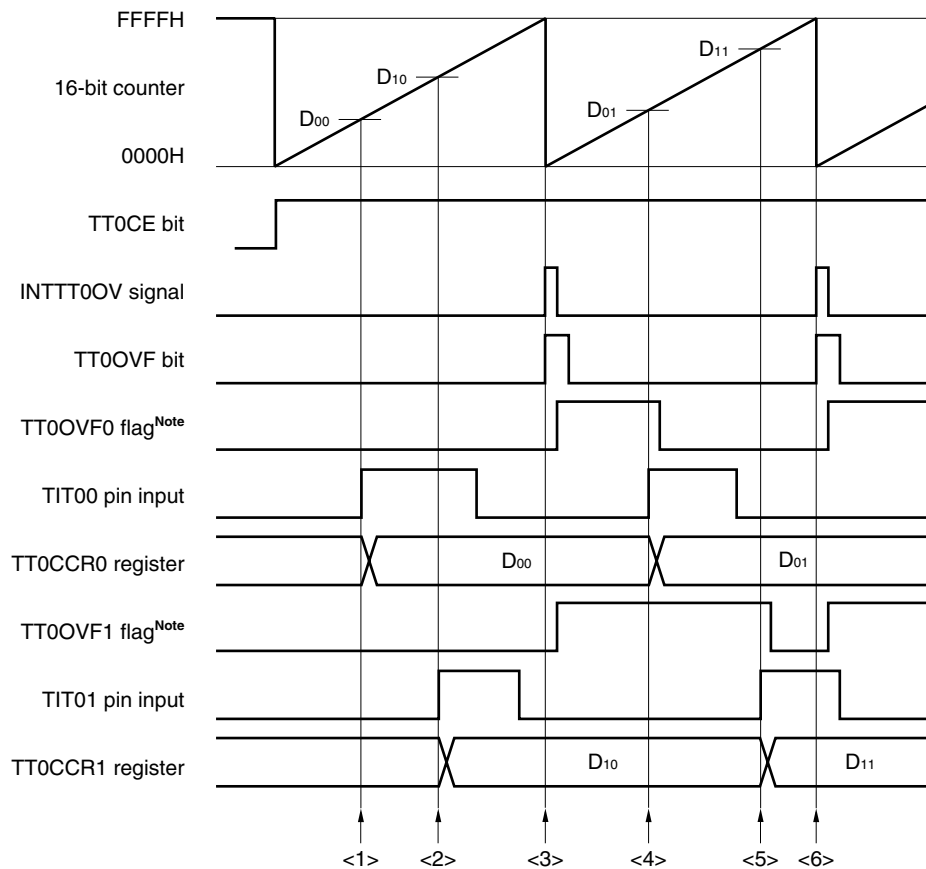 FFFFH
D11
D10
16-bit counter
D01
D00
0000H
TT0CE bit
INTTT0OV signal
TT0OVF bit
TT0OVF0 flagNote
TIT00 pin input
TT0CCR0 register D00 D01
TT0OVF1 flagNote
TIT01 pin input
TT0CCR1 register D10 D11
<1> <2> <3> <4> <5> <6>